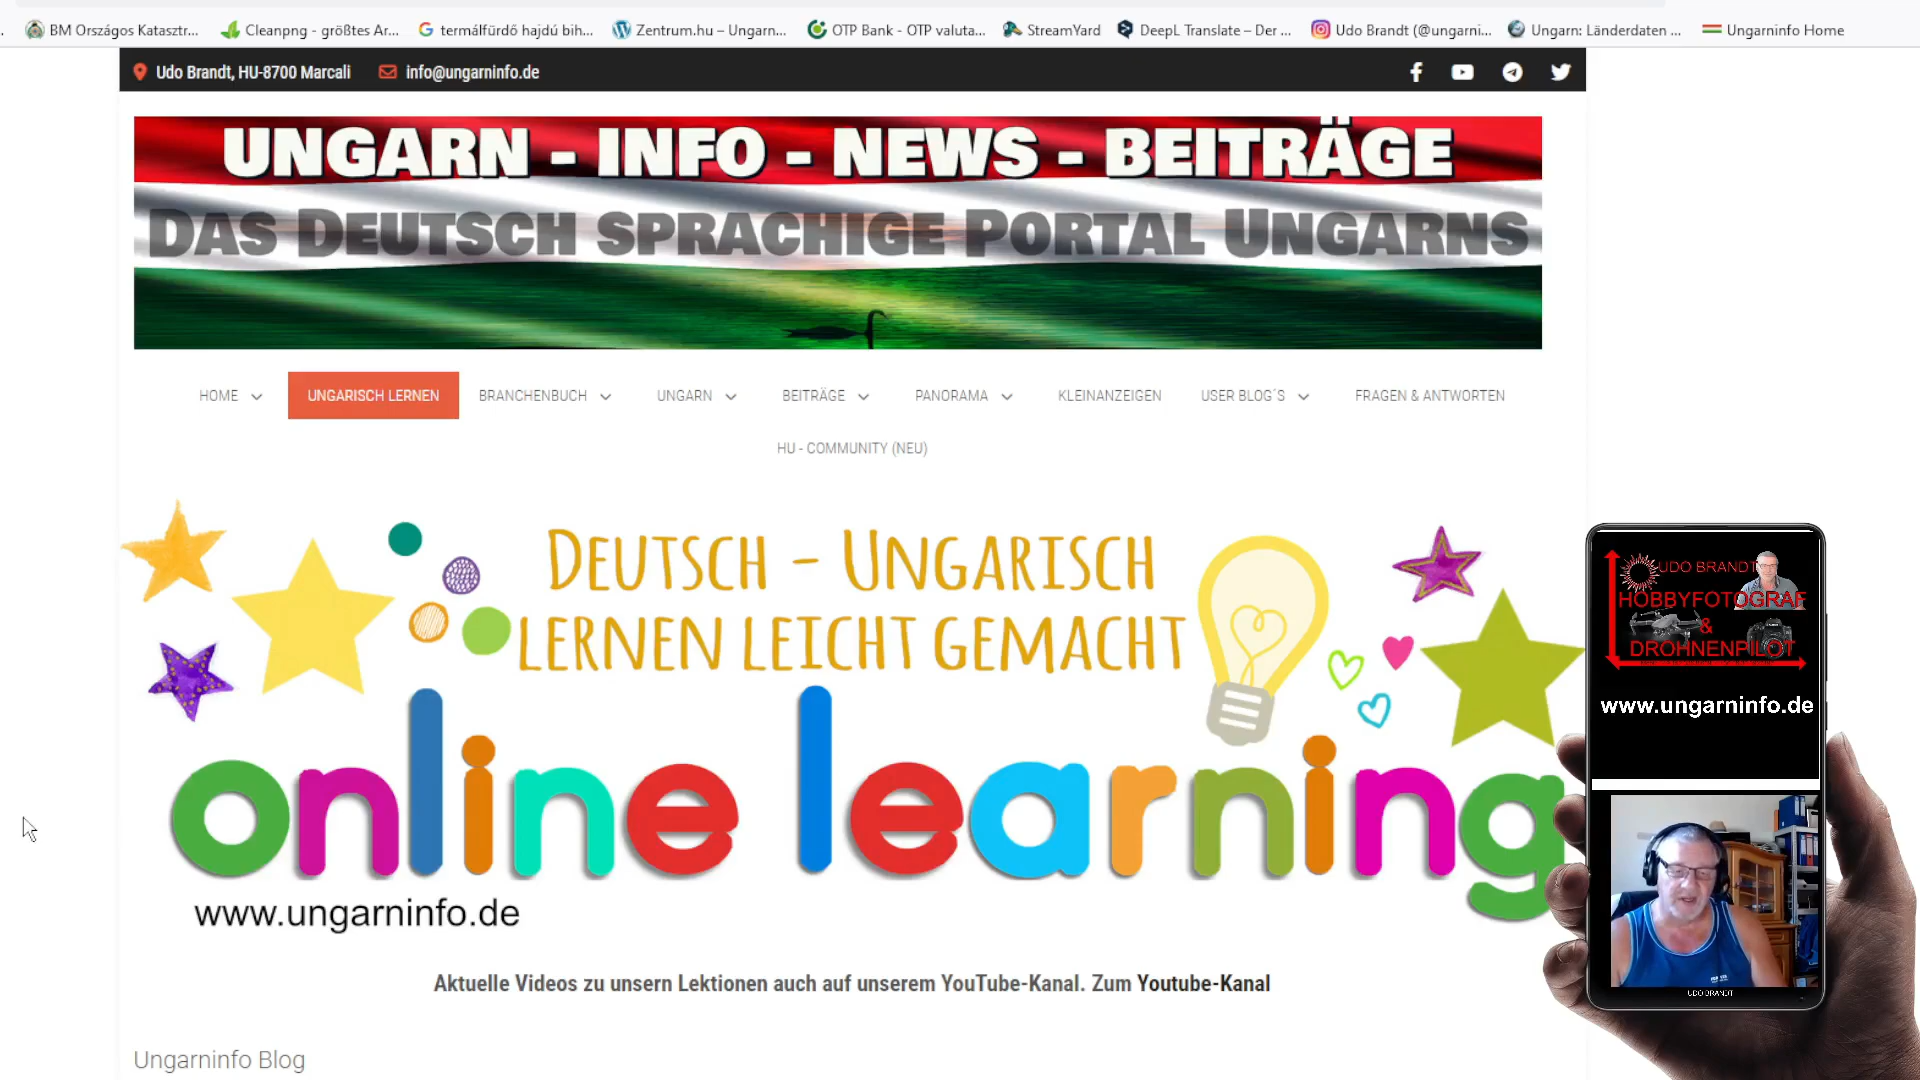 BM Országos Katasztr...
Cleanpng - größtes Ar...
termálfürdő hajdú bih...
Zentrum.hu – Ungarn...
OTP Bank - OTP valuta...
StreamYard
DeepL Translate – Der ...
Udo Brandt (@ungarni...
Ungarn: Länderdaten ...
Ungarninfo Home
Udo Brandt, HU-8700 Marcali
info@ungarninfo.de
UNGARN - INFO - NEWS - BEITRÄGE
DAS DEUTSCH SPRACHIGE PORTAL UNGARNS
HOME
UNGARISCH LERNEN
BRANCHENBUCH
UNGARN
BEITRÄGE
PANORAMA
KLEINANZEIGEN
USER BLOG´S
FRAGEN & ANTWORTEN
HU - COMMUNITY (NEU)
DEUTSCH - UNGARISCH
LERNEN LEICHT GEMACHT
online learning
www.ungarninfo.de
Aktuelle Videos zu unsern Lektionen auch auf unserem YouTube-Kanal. Zum Youtube-Kanal
Ungarninfo Blog
UDO BRANDT
HOBBYFOTOGRAF
&
DROHNENPILOT
www.ungarninfo.de
UDO BRANDT